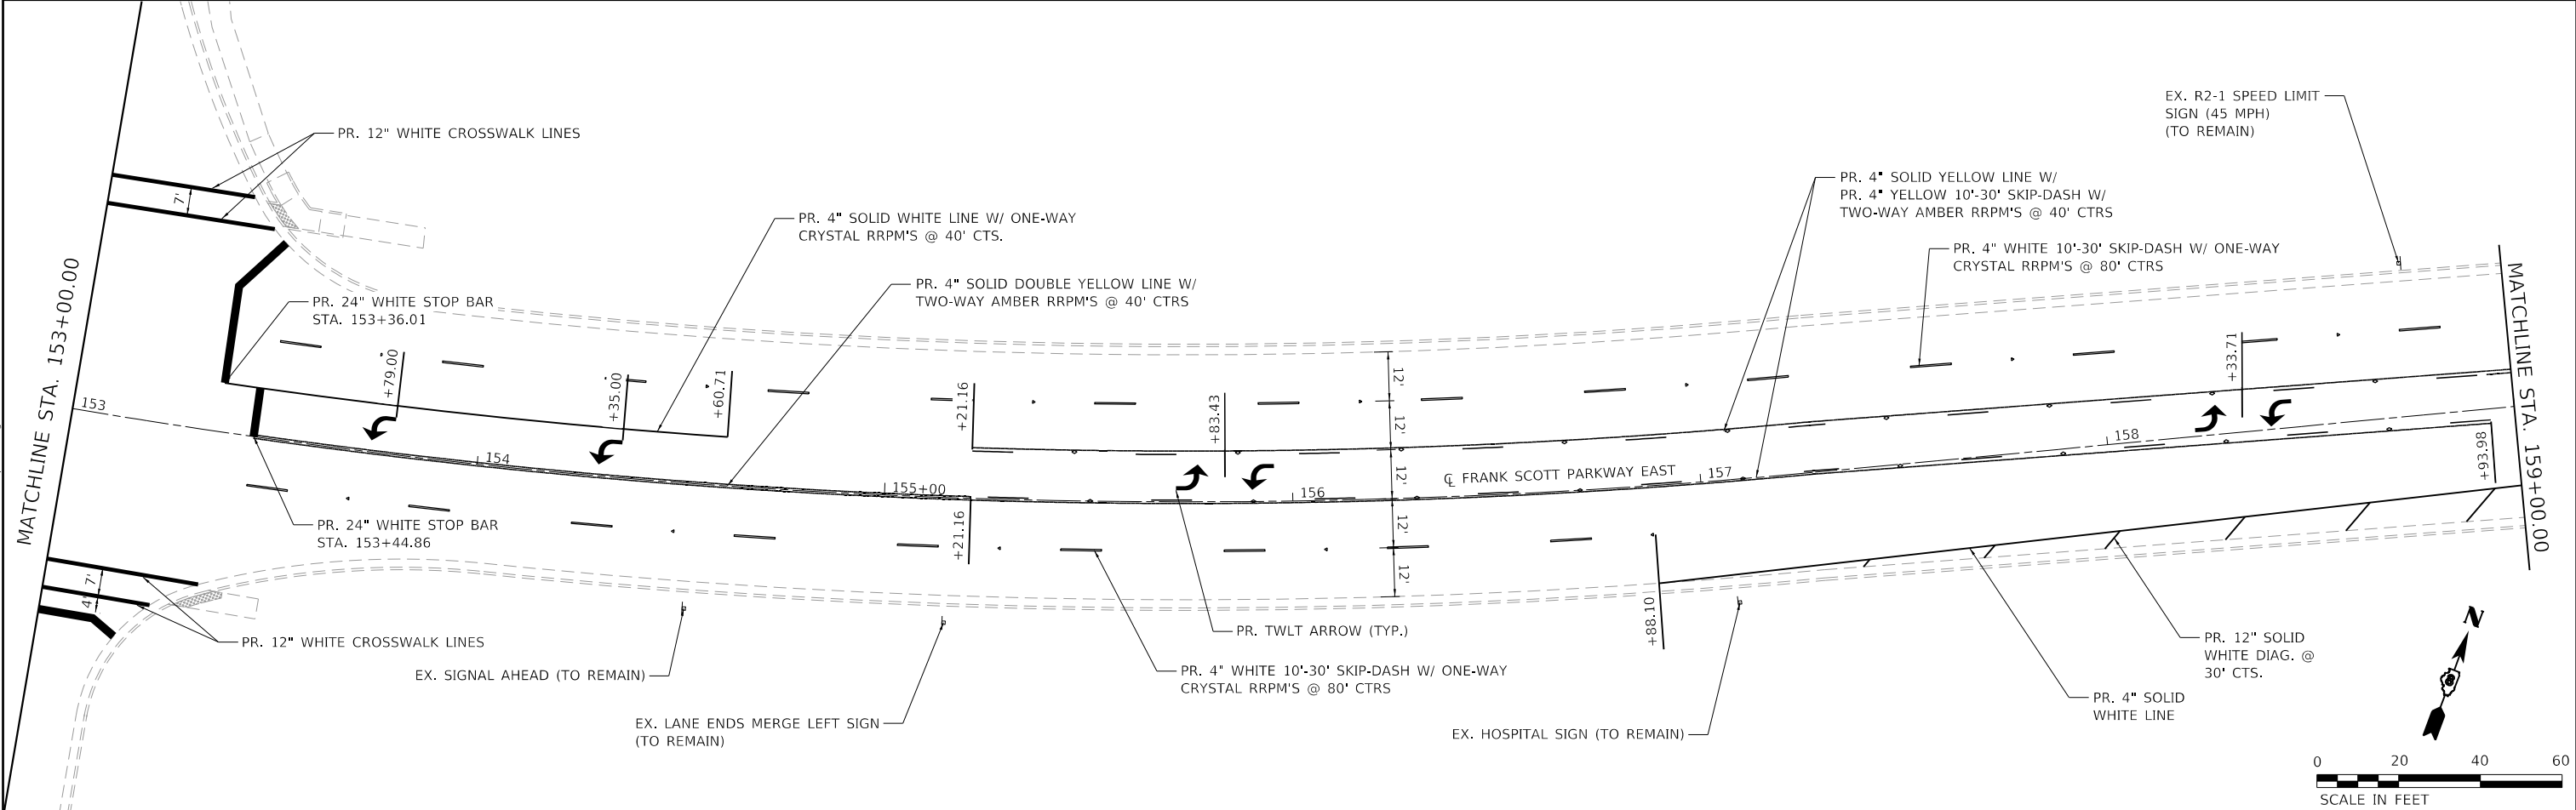 EX. R2-1 SPEED LIMIT
SIGN (45 MPH)
(TO REMAIN)
PR. 12" WHITE CROSSWALK LINES
7'
PR. 4" SOLID YELLOW LINE W/
PR. 4" YELLOW 10'-30' SKIP-DASH W/
TWO-WAY AMBER RRPM'S @ 40' CTRS
PR. 4" SOLID WHITE LINE W/ ONE-WAY
CRYSTAL RRPM'S @ 40' CTS.
PR. 4" WHITE 10'-30' SKIP-DASH W/ ONE-WAY
CRYSTAL RRPM'S @ 80' CTRS
PR. 4" SOLID DOUBLE YELLOW LINE W/
TWO-WAY AMBER RRPM'S @ 40' CTRS
PR. 24" WHITE STOP BAR
STA. 153+36.01
MATCHLINE STA. 153+00.00
MATCHLINE STA. 159+00.00
+79.00
+35.00
+60.71
+21.16
+83.43
12'
12'
12'
12'
12'
+33.71
153
154
155+00
156
℄ FRANK SCOTT PARKWAY EAST
157
158
+93.98
+21.16
PR. 24" WHITE STOP BAR
STA. 153+44.86
7'
4'
+88.10
PR. 12" WHITE CROSSWALK LINES
EX. SIGNAL AHEAD (TO REMAIN)
PR. TWLT ARROW (TYP.)
PR. 4" WHITE 10'-30' SKIP-DASH W/ ONE-WAY
CRYSTAL RRPM'S @ 80' CTRS
EX. LANE ENDS MERGE LEFT SIGN
(TO REMAIN)
EX. HOSPITAL SIGN (TO REMAIN)
PR. 12" SOLID
WHITE DIAG. @
30' CTS.
PR. 4" SOLID
WHITE LINE
N
8
0 20 40 60
SCALE IN FEET